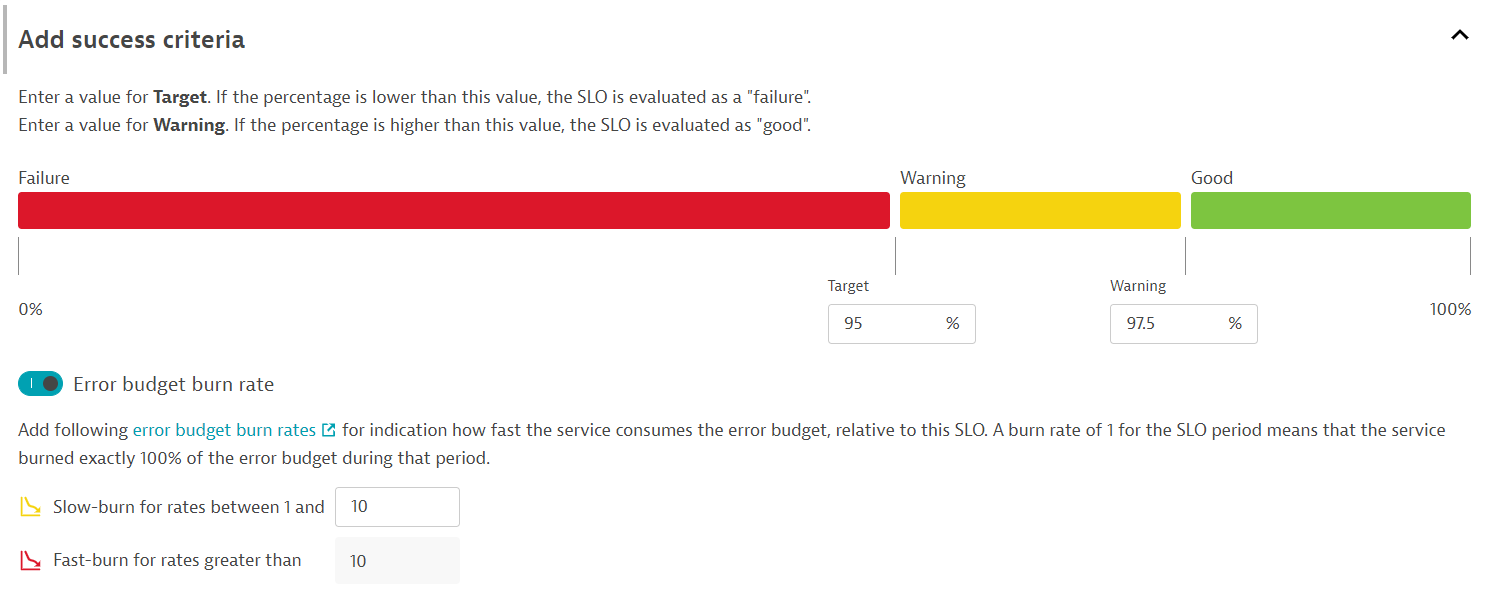 Add success criteria
Enter a value for Target. If the percentage is lower than this value, the SLO is evaluated as a "failure".
Enter a value for Warning. If the percentage is higher than this value, the SLO is evaluated as "good".
Failure
Warning
Good
Target
Warning
0%
95 %
97.5 %
100%
Error budget burn rate
Add following error budget burn rates for indication how fast the service consumes the error budget, relative to this SLO. A burn rate of 1 for the SLO period means that the service
burned exactly 100% of the error budget during that period.
Slow-burn for rates between 1 and 10
Fast-burn for rates greater than 10